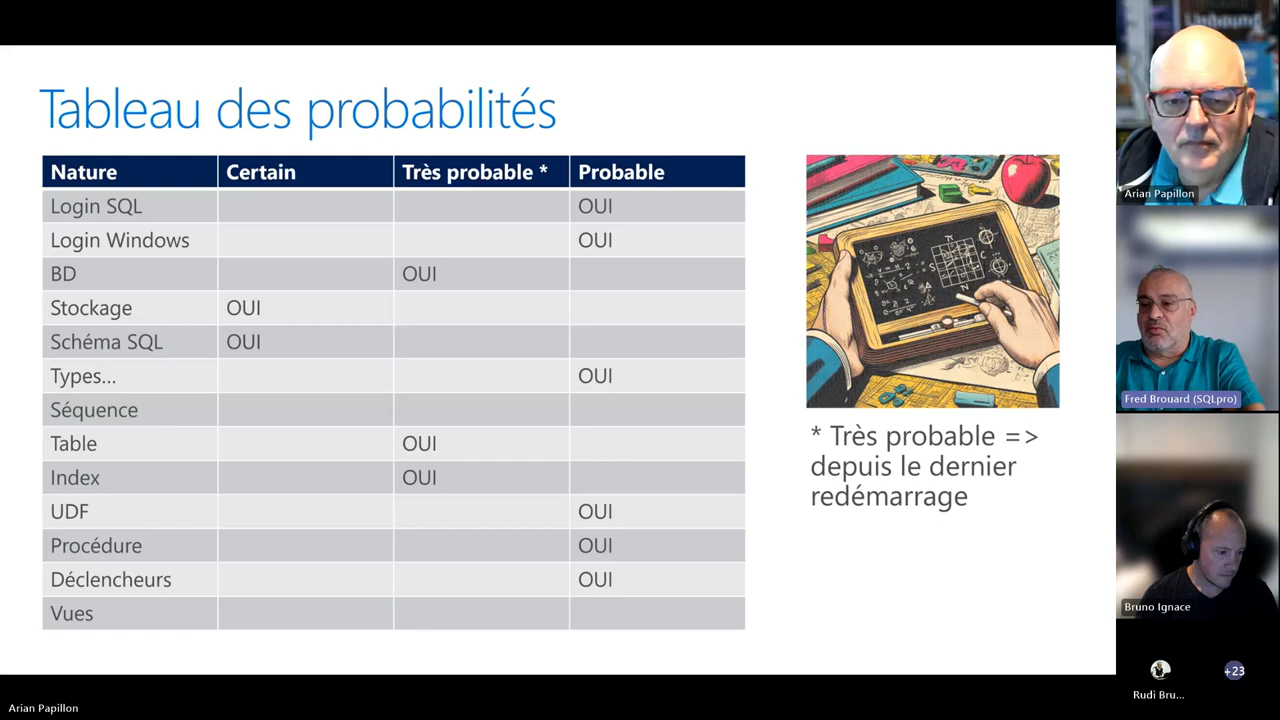 Tableau des probabilités
Nature Certain Très probable * Probable
Login SQL OUI
Login Windows OUI
BD OUI
Stockage OUI
Schéma SQL OUI
Types... OUI
Séquence
Table OUI
Index OUI
UDF OUI
Procédure OUI
Déclencheurs OUI
Vues
* Très probable =>
depuis le dernier
redémarrage
Arian Papillon
Fred Brouard (SQLpro)
Bruno Ignace
Rudi Bru...
+23
Arian Papillon